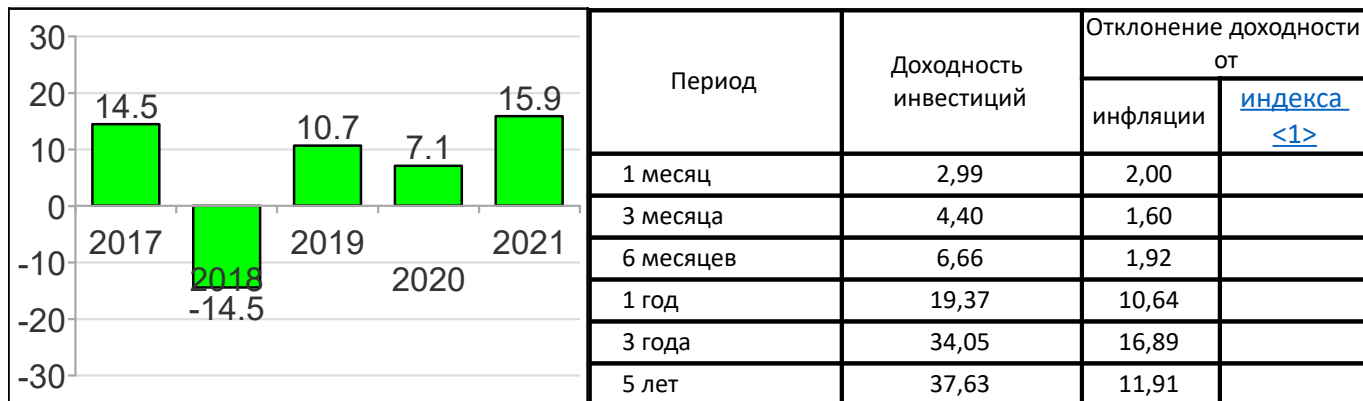 30
20
10
0
-10
-20
-30
14.5
-14.5
10.7
7.1
15.9
2017
2018
2019
2020
2021
Период
Доходность
инвестиций
Отклонение доходности
от
инфляции
индекса
<1>
1 месяц 2,99 2,00
3 месяца 4,40 1,60
6 месяцев 6,66 1,92
1 год 19,37 10,64
3 года 34,05 16,89
5 лет 37,63 11,91